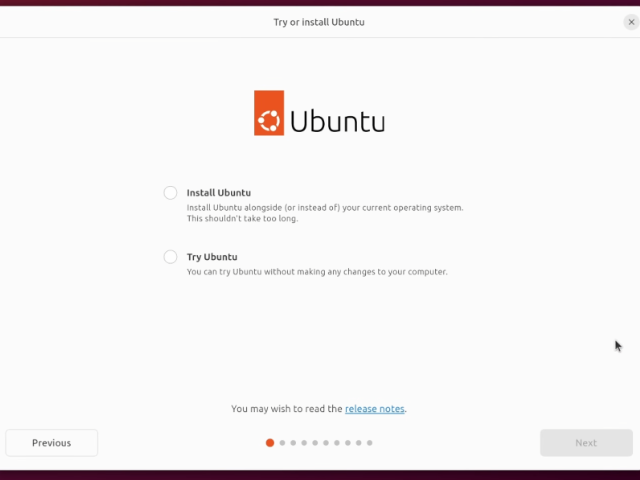 Try or install Ubuntu
Ubuntu
Install Ubuntu
Install Ubuntu alongside (or instead of) your current operating system.
This shouldn't take too long.
Try Ubuntu
You can try Ubuntu without making any changes to your computer.
You may wish to read the release notes.
Previous
Next